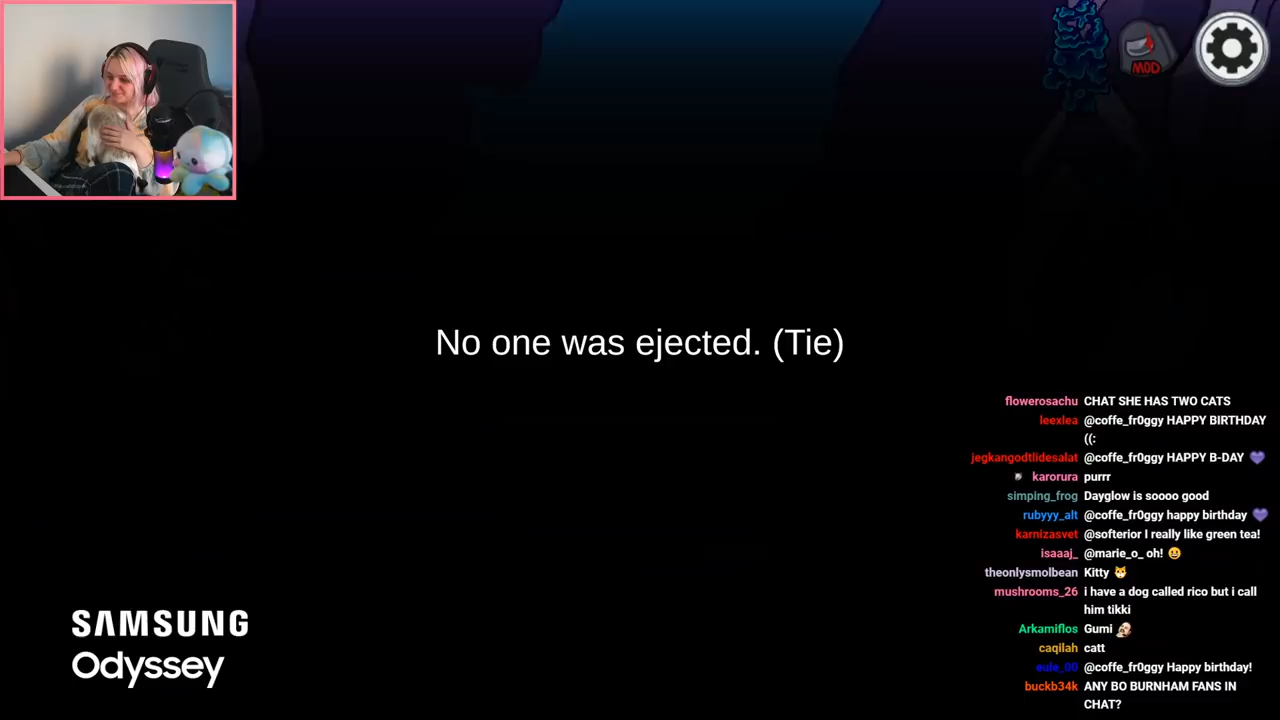 MOD
No one was ejected. (Tie)
flowerosachu CHAT SHE HAS TWO CATS
leexlea @coffe_fr0ggy HAPPY BIRTHDAY
((:
jegkangodtlidesalat @coffe_fr0ggy HAPPY B-DAY 💜
karorura purrr
simping_frog Dayglow is soooo good
rubyyy_alt @coffe_fr0ggy happy birthday 💜
karnizasvet @softerior I really like green tea!
isaaaj_ @marie_o_ oh! 😃
theonlysmolbean Kitty 🐱
mushrooms_26 i have a dog called rico but i call
him tikki
Arkamiflos Gumi
caqilah catt
eule_00 @coffe_fr0ggy Happy birthday!
buckb34k ANY BO BURNHAM FANS IN
CHAT?
SAMSUNG
Odyssey